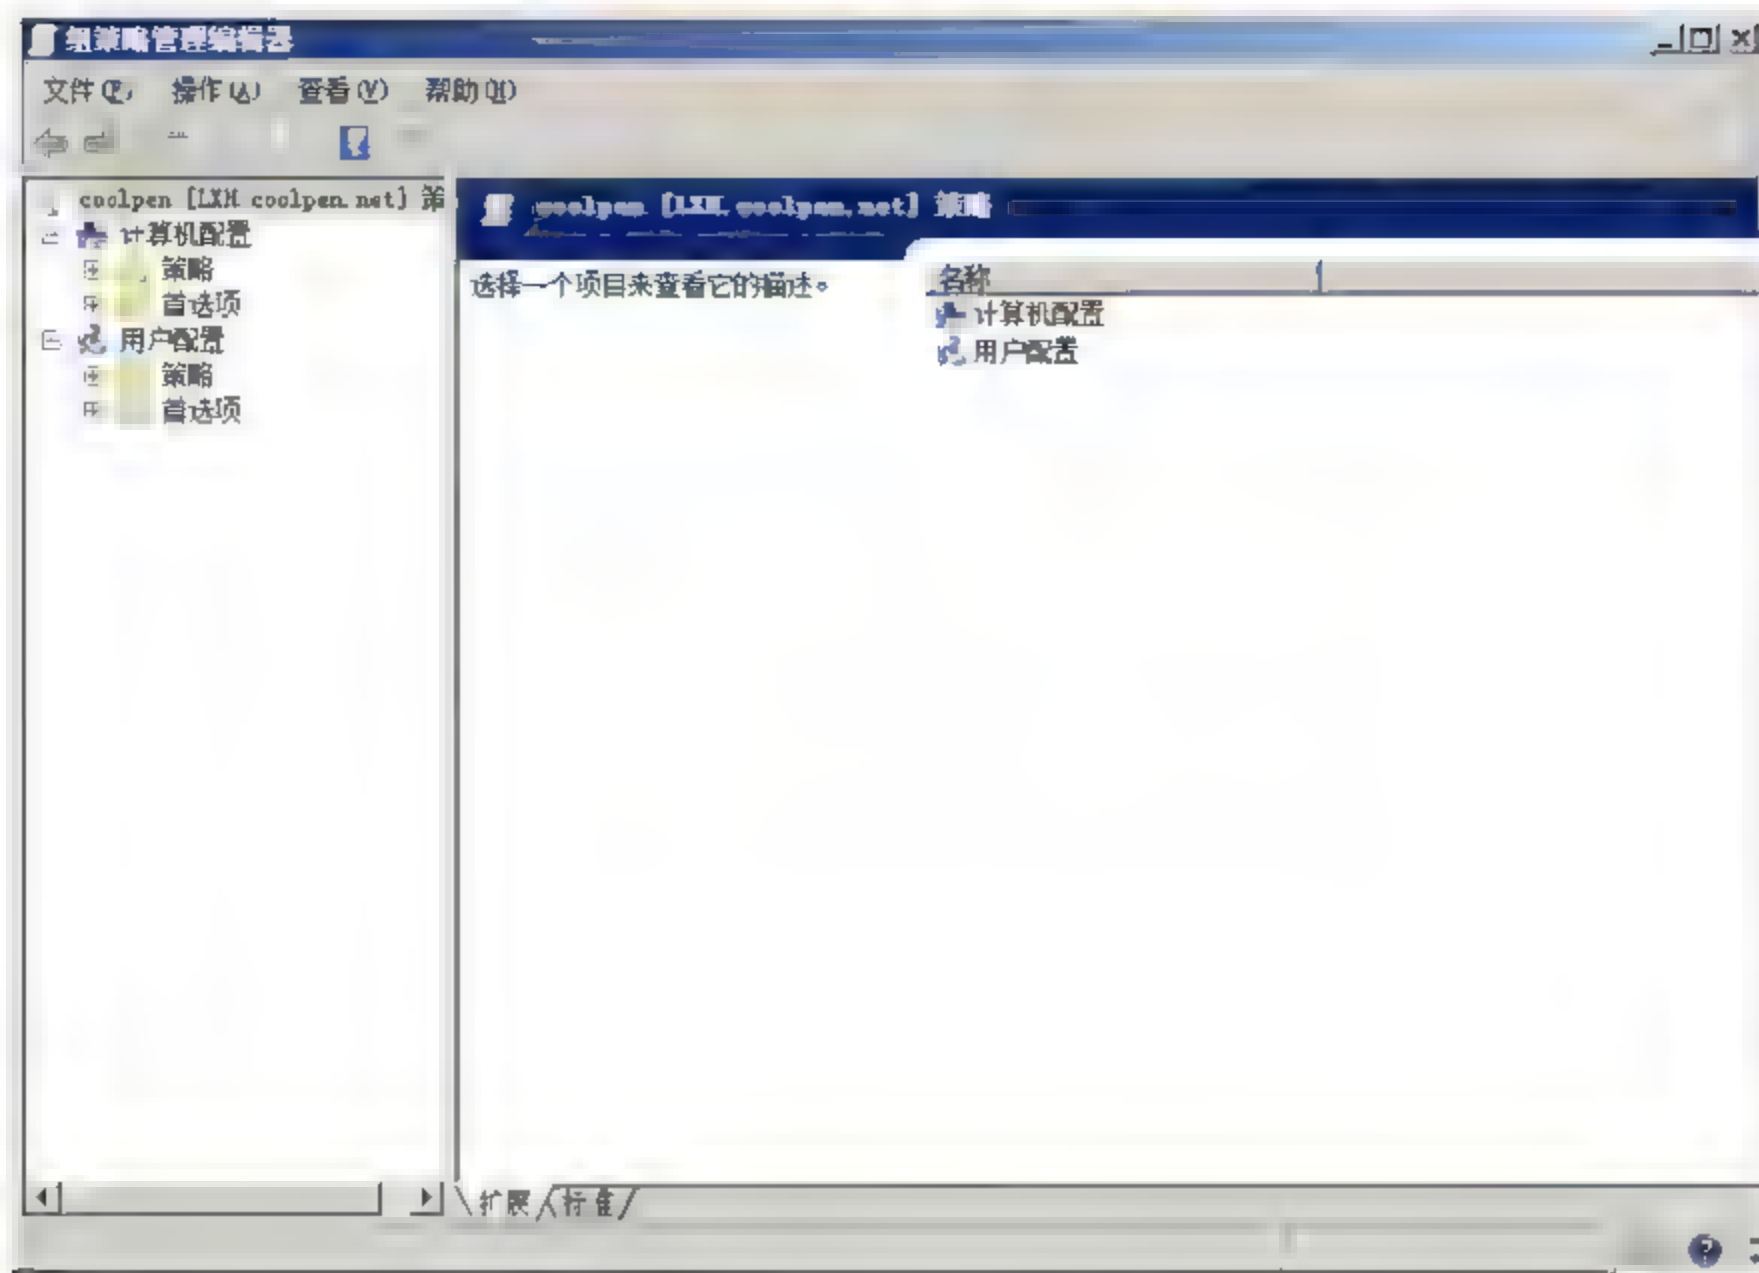 组策略管理编辑器
文件(F) 操作(A) 查看(V) 帮助(H)
coolpen [LXH.coolpen.net] 策
计算机配置
策略
首选项
用户配置
策略
首选项
coolpen [LXH.coolpen.net] 策略
选择一个项目来查看它的描述。
名称
计算机配置
用户配置
扩展 标准